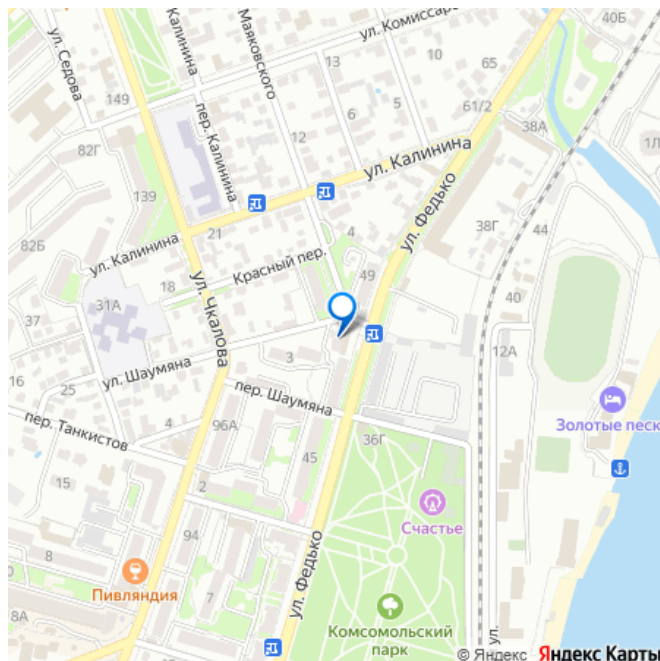 40Б
ул. Комиссар
ул. Седова
Калинина
Маяковского
13
10
65
149
пер. Калинина
6
5
61/2
12
38А
82Г
ул. Калинина
139
ул. Федько
4
38Г
21
44
82Б
ул. Калинина
Красный пер.
49
18
31А
40
37
ул. Чкалова
12А
3
16
ул. Шаумяна
25
пер. Шаумяна
Золотые песк
4
96А
пер. Танкистов
36Г
45
15
2
Счастье
94
8
ул. Федько
Пивляндия
7
8А
Комсомольский
парк
ул.
© Яндекс Яндекс Карты